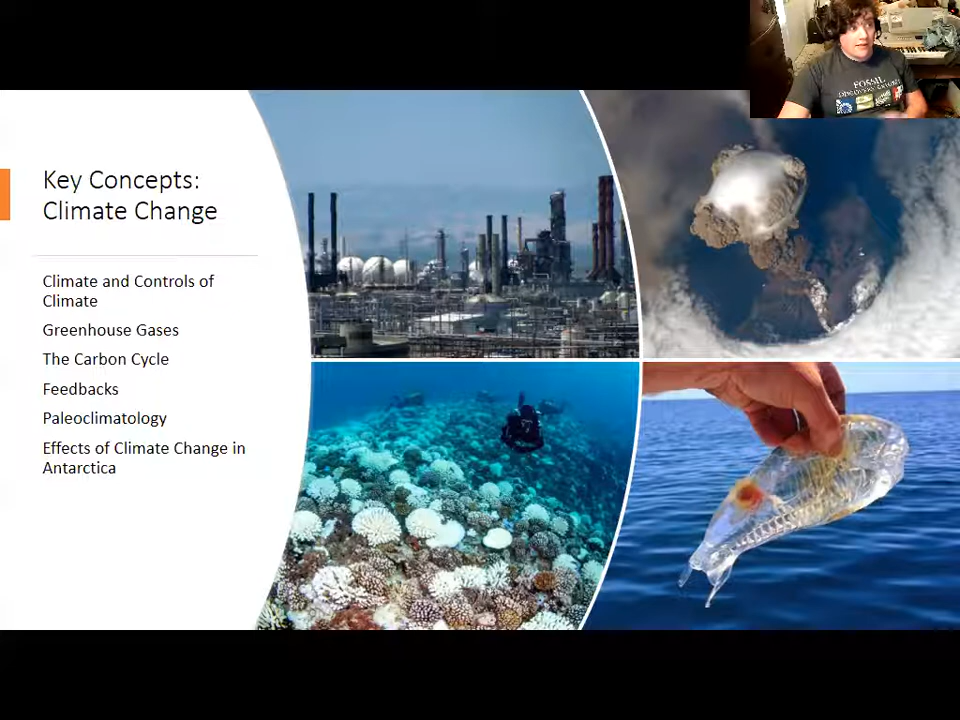 Key Concepts:
Climate Change
Climate and Controls of
Climate
Greenhouse Gases
The Carbon Cycle
Feedbacks
Paleoclimatology
Effects of Climate Change in
Antarctica
FOSSIL